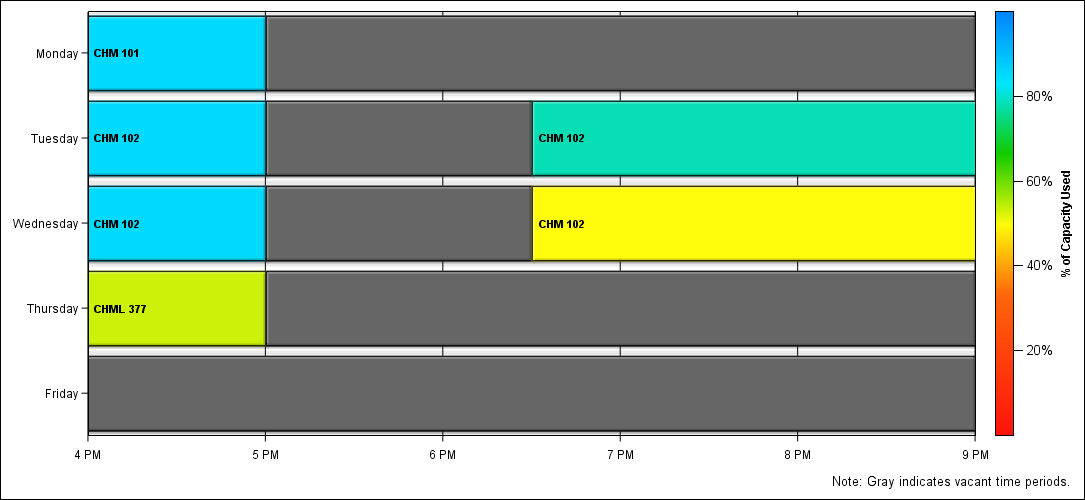 Monday
CHM 101
Tuesday
CHM 102
CHM 102
Wednesday
CHM 102
CHM 102
Thursday
CHML 377
Friday
4 PM
5 PM
6 PM
7 PM
8 PM
9 PM
80%
60%
40%
20%
% of Capacity Used
Note: Gray indicates vacant time periods.